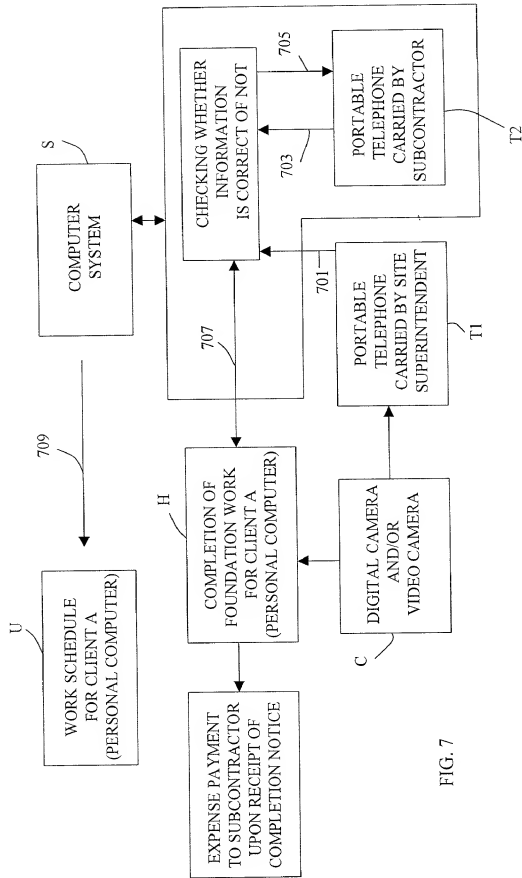 U
WORK SCHEDULE
FOR CLIENT A
(PERSONAL COMPUTER)
709
COMPUTER
SYSTEM
S
EXPENSE PAYMENT
TO SUBCONTRACTOR
UPON RECEIPT OF
COMPLETION NOTICE
H
COMPLETION OF
FOUNDATION WORK
FOR CLIENT A
(PERSONAL COMPUTER)
707
CHECKING WHETHER
INFORMATION
IS CORRECT OF NOT
701
703
705
C
DIGITAL CAMERA
AND/OR
VIDEO CAMERA
PORTABLE
TELEPHONE
CARRIED BY SITE
SUPERINTENDENT
T1
PORTABLE
TELEPHONE
CARRIED BY
SUBCONTRACTOR
T2
FIG. 7